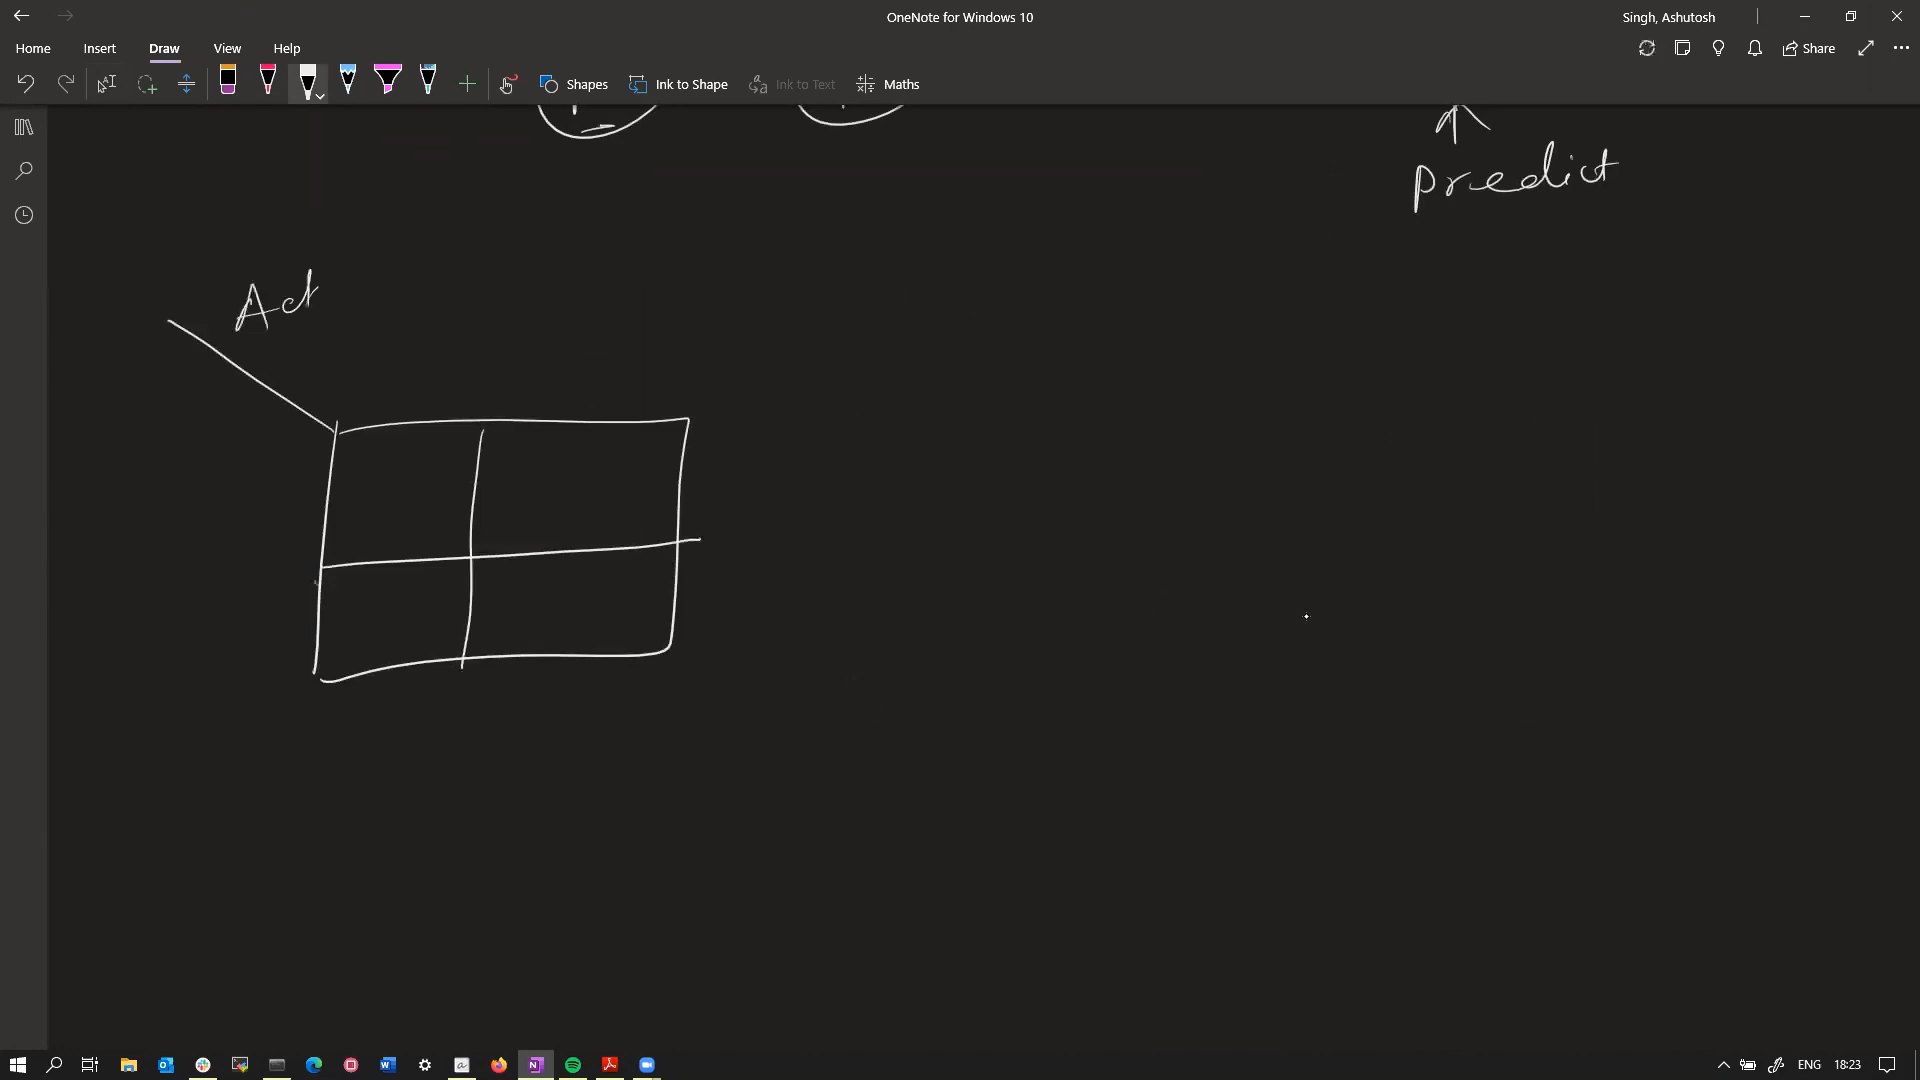 OneNote for Windows 10
Singh, Ashutosh
Home Insert Draw View Help
Share
Shapes Ink to Shape Ink to Text Maths
predict
Act
ENG 18:23